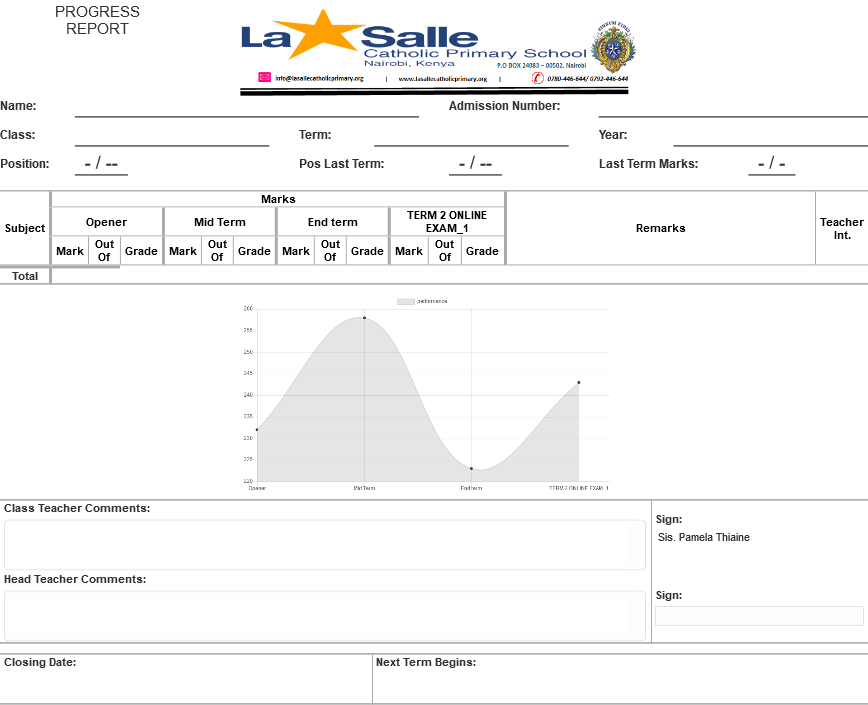 PROGRESS
REPORT
La Salle
Catholic Primary School
Nairobi, Kenya
P.O BOX 24083 – 00502. Nairobi
info@lasallecatholicprimary.org | www.lasallecatholicprimary.org | 0780-446-644/ 0792-446-644
Name: Admission Number:
Class: Term: Year:
Position: - / -- Pos Last Term: - / -- Last Term Marks: - / -
Marks
Subject Opener Mid Term End term TERM 2 ONLINE EXAM_1 Remarks Teacher Int.
Mark Out Of Grade Mark Out Of Grade Mark Out Of Grade Mark Out Of Grade
Total
performance
260
255
250
245
240
235
230
225
220
Opener Mid Term End term TERM 2 ONLINE EXAM_1
Class Teacher Comments:
Sign:
Sis. Pamela Thiaine
Head Teacher Comments:
Sign:
Closing Date: Next Term Begins: